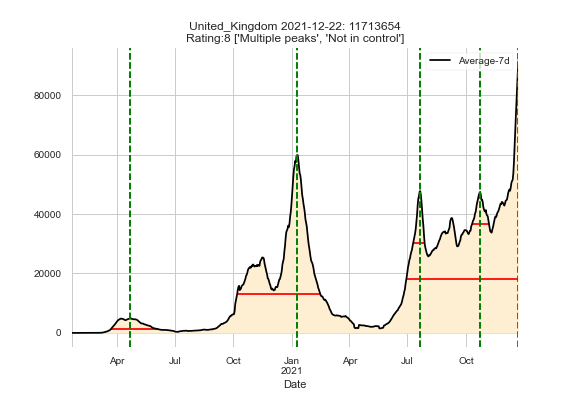 United_Kingdom 2021-12-22: 11713654
Rating:8 ['Multiple peaks', 'Not in control']
Average-7d
80000
60000
40000
20000
0
Apr
Jul
Oct
Jan
2021
Apr
Jul
Oct
Date